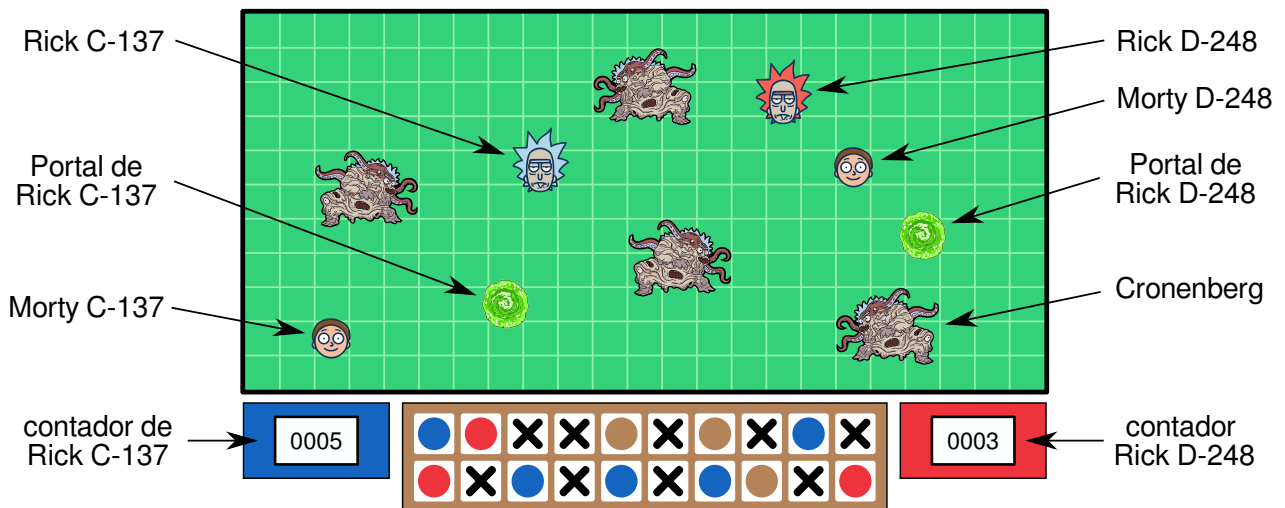 Rick C-137
Portal de
Rick C-137
Morty C-137
contador de
Rick C-137
Rick D-248
Morty D-248
Portal de
Rick D-248
Cronenberg
contador
Rick D-248
0005
0003